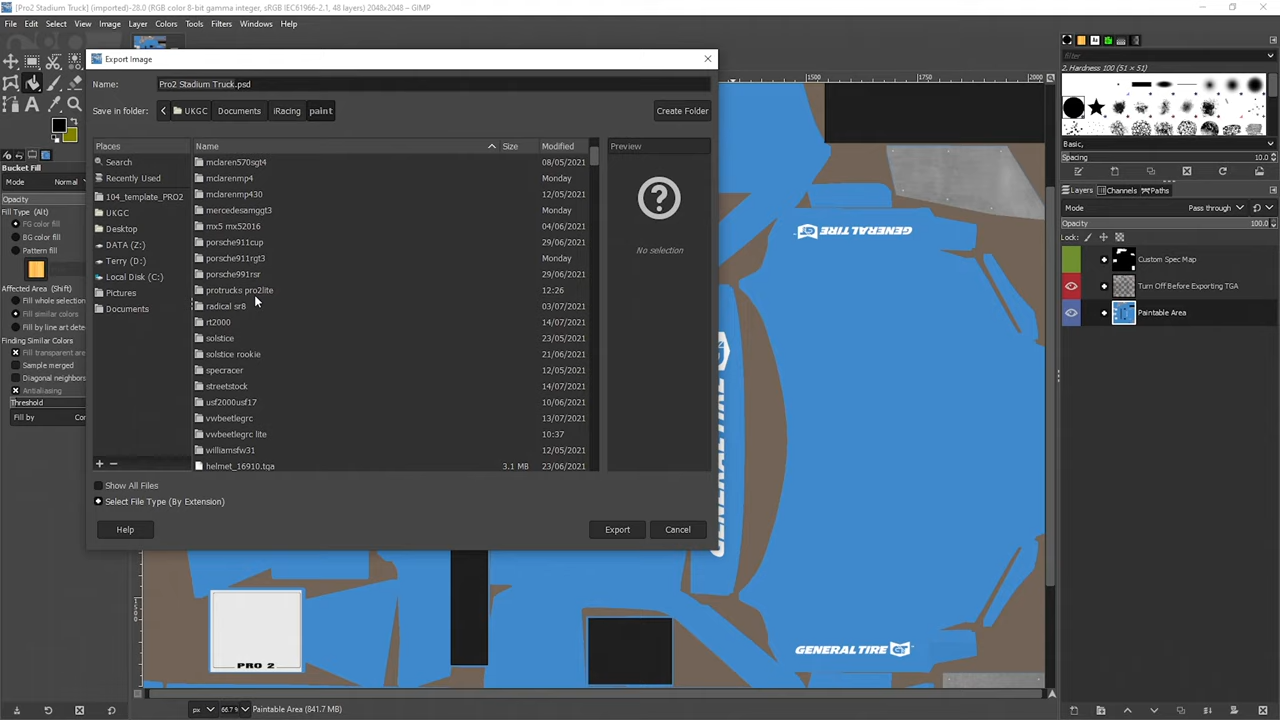 [Pro2 Stadium Truck] (imported)-28.0 (RGB color 8-bit gamma integer, sRGB IEC61966-2.1, 48 layers) 2048x2048 – GIMP
File Edit Select View Image Layer Colors Tools Filters Windows Help
Export Image
Name: Pro2 Stadium Truck.psd
Save in folder: UKGC Documents iRacing paint Create Folder
Places
Search
Recently Used
104_template_PRO2
UKGC
Desktop
DATA (Z:)
Terry (D:)
Local Disk (C:)
Pictures
Documents
Name Size Modified
mclaren570sgt4 08/05/2021
mclarenmp4 Monday
mclarenmp430 12/05/2021
mercedesamggt3 Monday
mx5 mx52016 04/06/2021
porsche911cup 29/06/2021
porsche911rgt3 Monday
porsche991rsr 29/06/2021
protrucks pro2lite 12:26
radical sr8 03/07/2021
rt2000 14/07/2021
solstice 23/05/2021
solstice rookie 21/06/2021
specracer 12/05/2021
streetstock 14/07/2021
usf2000usf17 10/06/2021
vwbeetlegrc 13/07/2021
vwbeetlegrc lite 10:37
williamsfw31 12/05/2021
helmet_16910.tga 3.1 MB 23/06/2021
Preview
No selection
Show All Files
Select File Type (By Extension)
Help Export Cancel
Bucket Fill
Mode Normal
Opacity
Fill Type (Alt)
FG color fill
BG color fill
Pattern fill
Affected Area (Shift)
Fill whole selection
Fill similar colors
Fill by line art dete
Finding Similar Colors
Fill transparent are
Sample merged
Diagonal neighbors
Antialiasing
Threshold
Fill by Co
1500 1750 2000
GENERAL TIRE
GENERAL TIRE
GENERAL TIRE GT
PRO 2
Filter
2. Hardness 100 (51 × 51)
Basic,
Spacing 10.0
Layers Channels Paths
Mode Pass through
Opacity 100.0
Lock:
Custom Spec Map
Turn Off Before Exporting TGA
Paintable Area
px 66.7 % Paintable Area (841.7 MB)